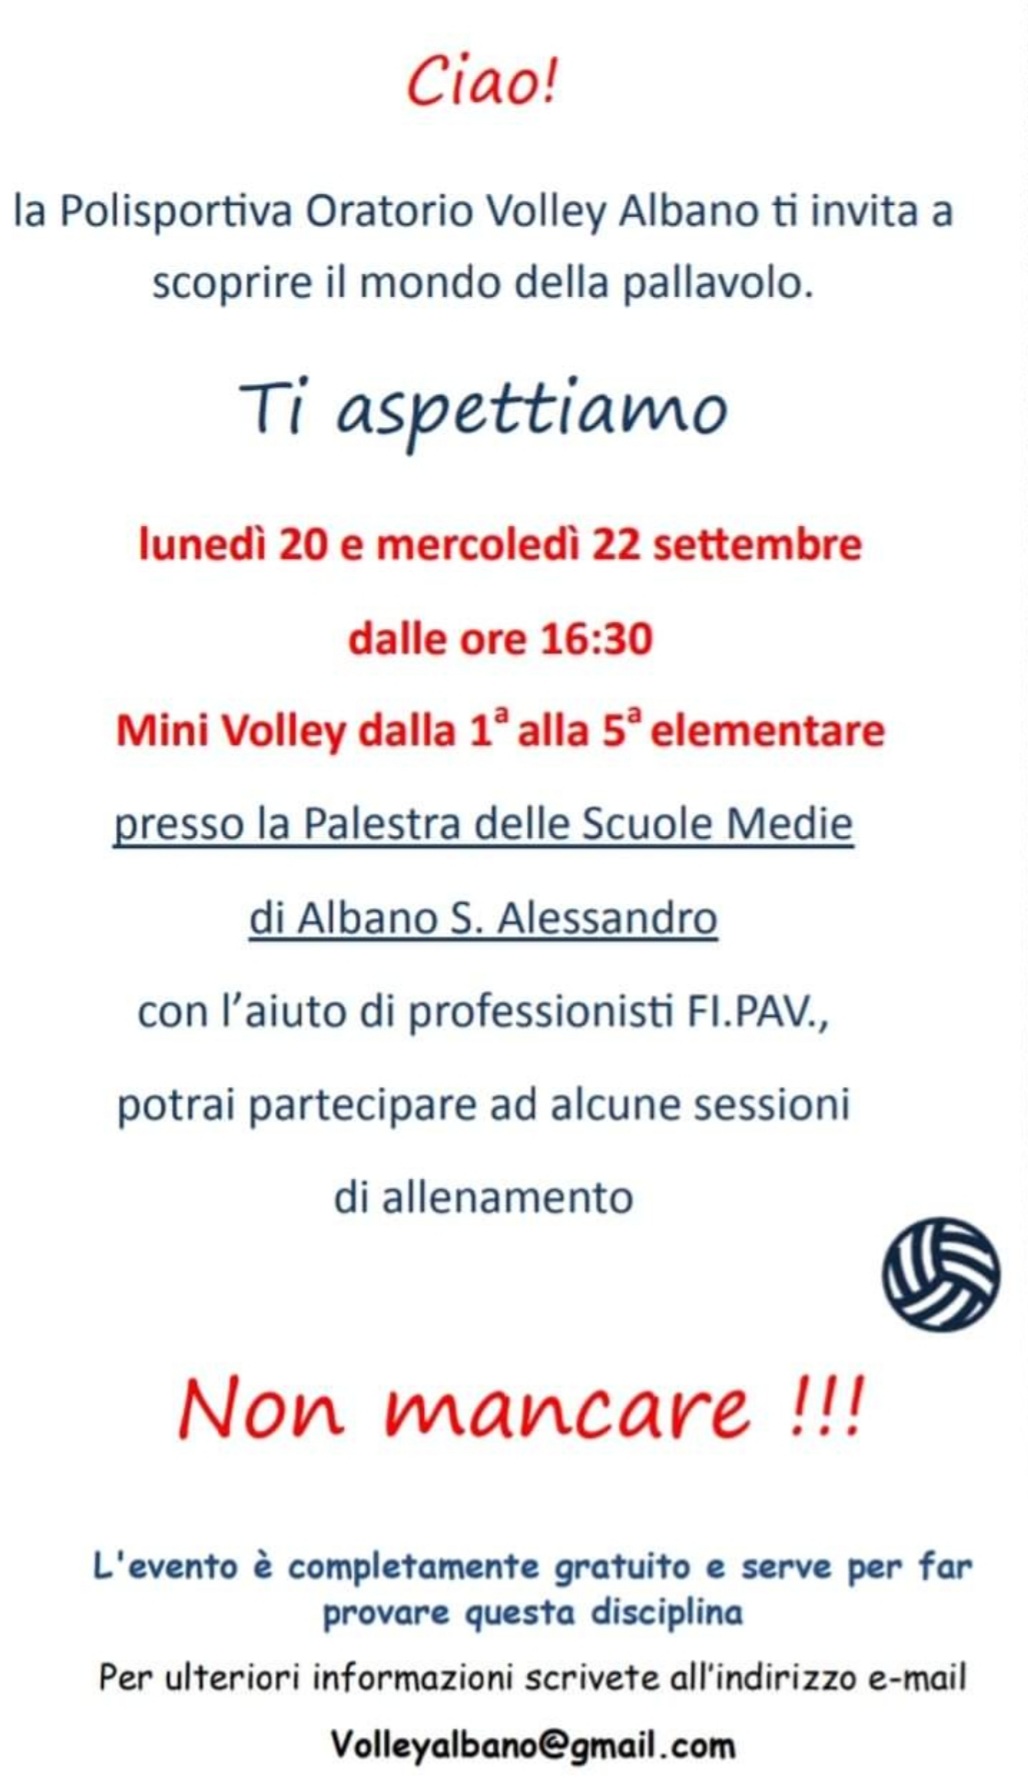 Ciao!
la Polisportiva Oratorio Volley Albano ti invita a
scoprire il mondo della pallavolo.
Ti aspettiamo
lunedì 20 e mercoledì 22 settembre
dalle ore 16:30
Mini Volley dalla 1ª alla 5ª elementare
presso la Palestra delle Scuole Medie
di Albano S. Alessandro
con l’aiuto di professionisti FI.PAV.,
potrai partecipare ad alcune sessioni
di allenamento
Non mancare !!!
L'evento è completamente gratuito e serve per far
provare questa disciplina
Per ulteriori informazioni scrivete all'indirizzo e-mail
Volleyalbano@gmail.com